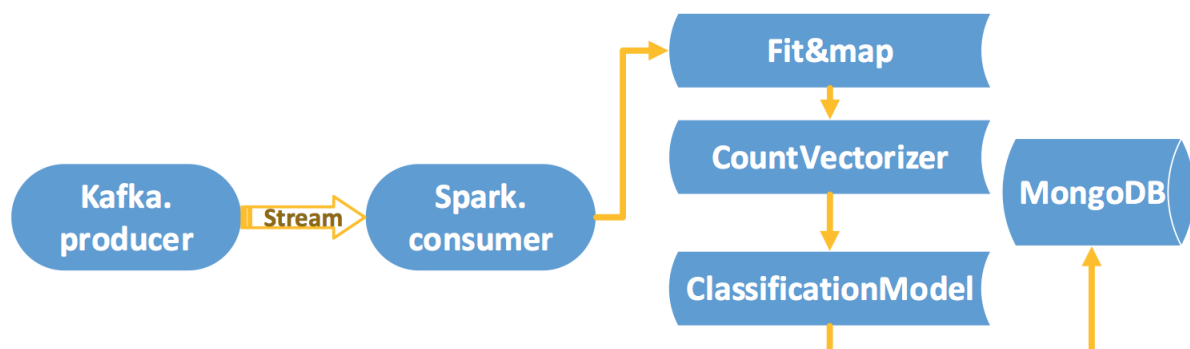 Kafka.
producer
Stream
Spark.
consumer
Fit&map
CountVectorizer
ClassificationModel
MongoDB